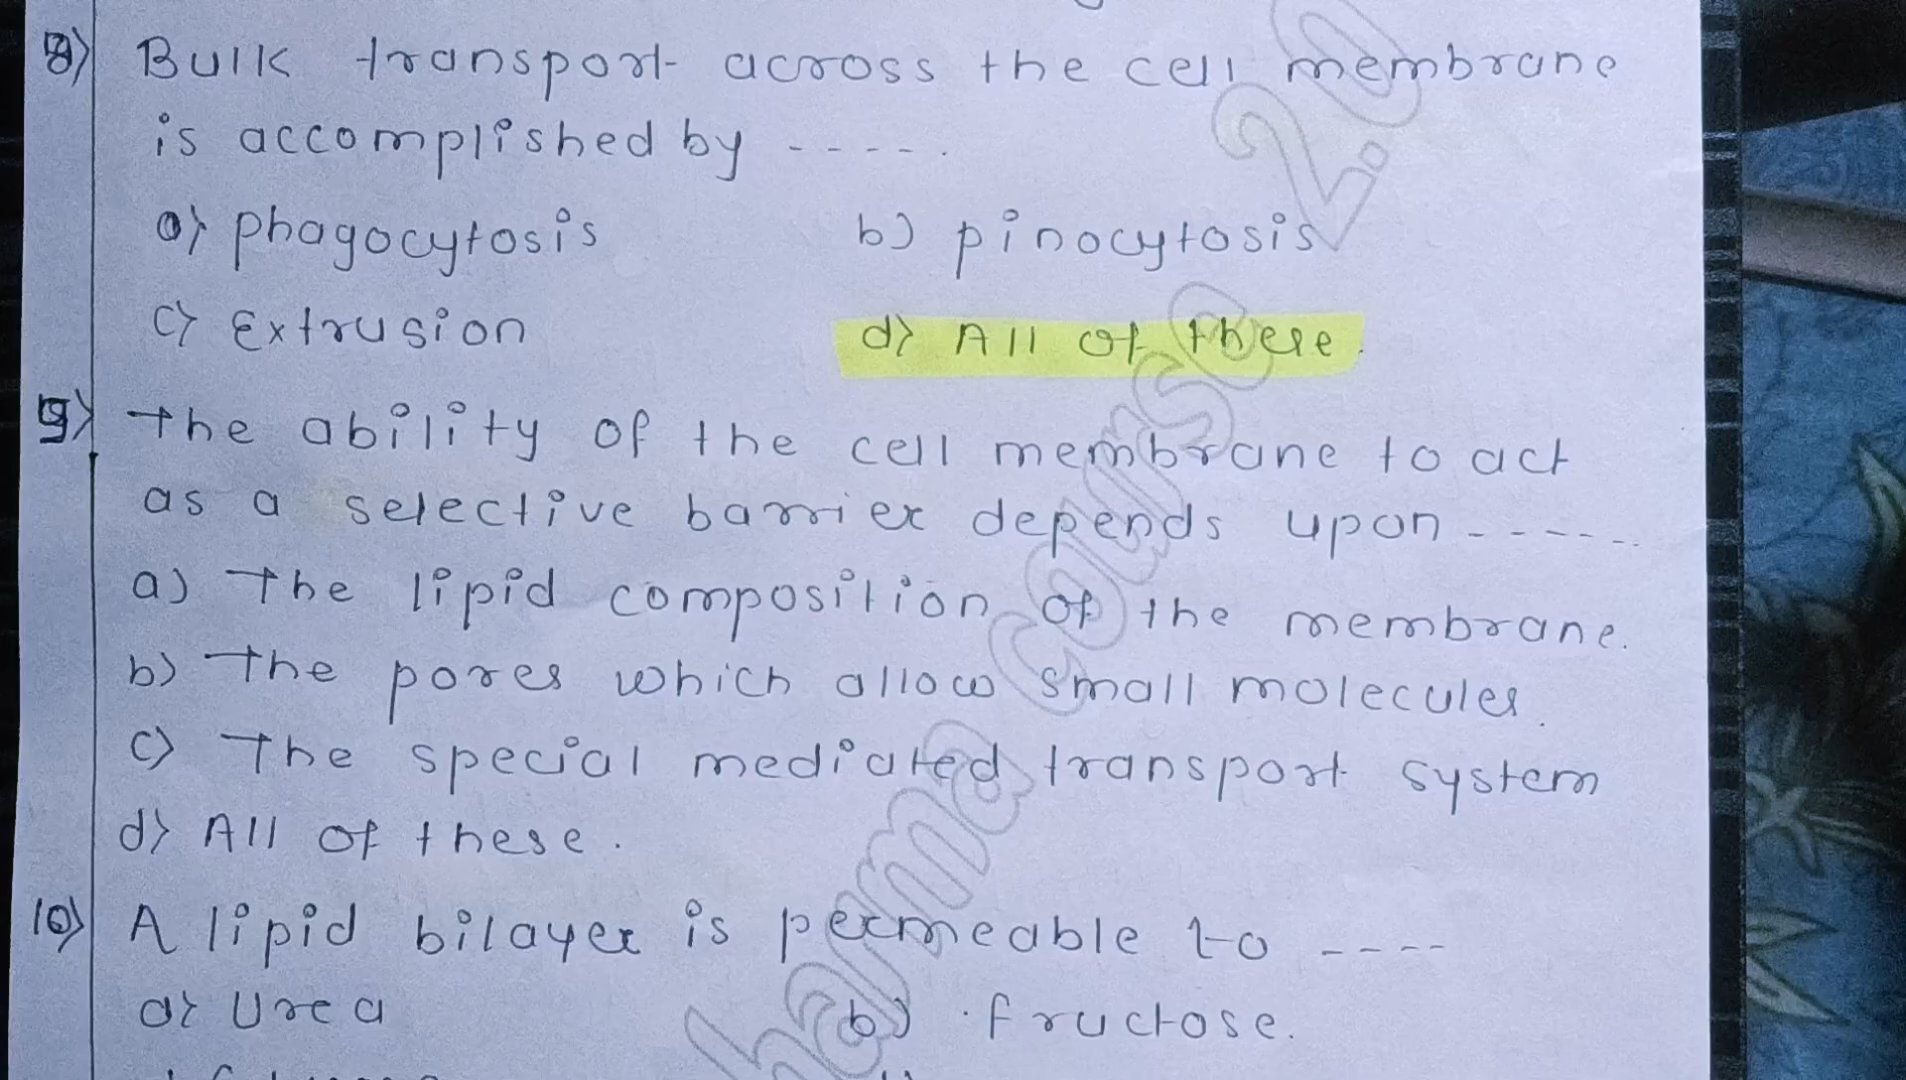 8) Bulk transport across the cell membrane
is accomplished by -----.
a) phagocytosis b) pinocytosis
c) Extrusion d) All of these.
9) The ability of the cell membrane to act
as a selective barrier depends upon ------
a) The lipid composition of the membrane.
b) The pores which allow small molecules.
c) The special mediated transport system
d) All of these.
10) A lipid bilayer is permeable to ----
a) Urea b) fructose.
course 2.0